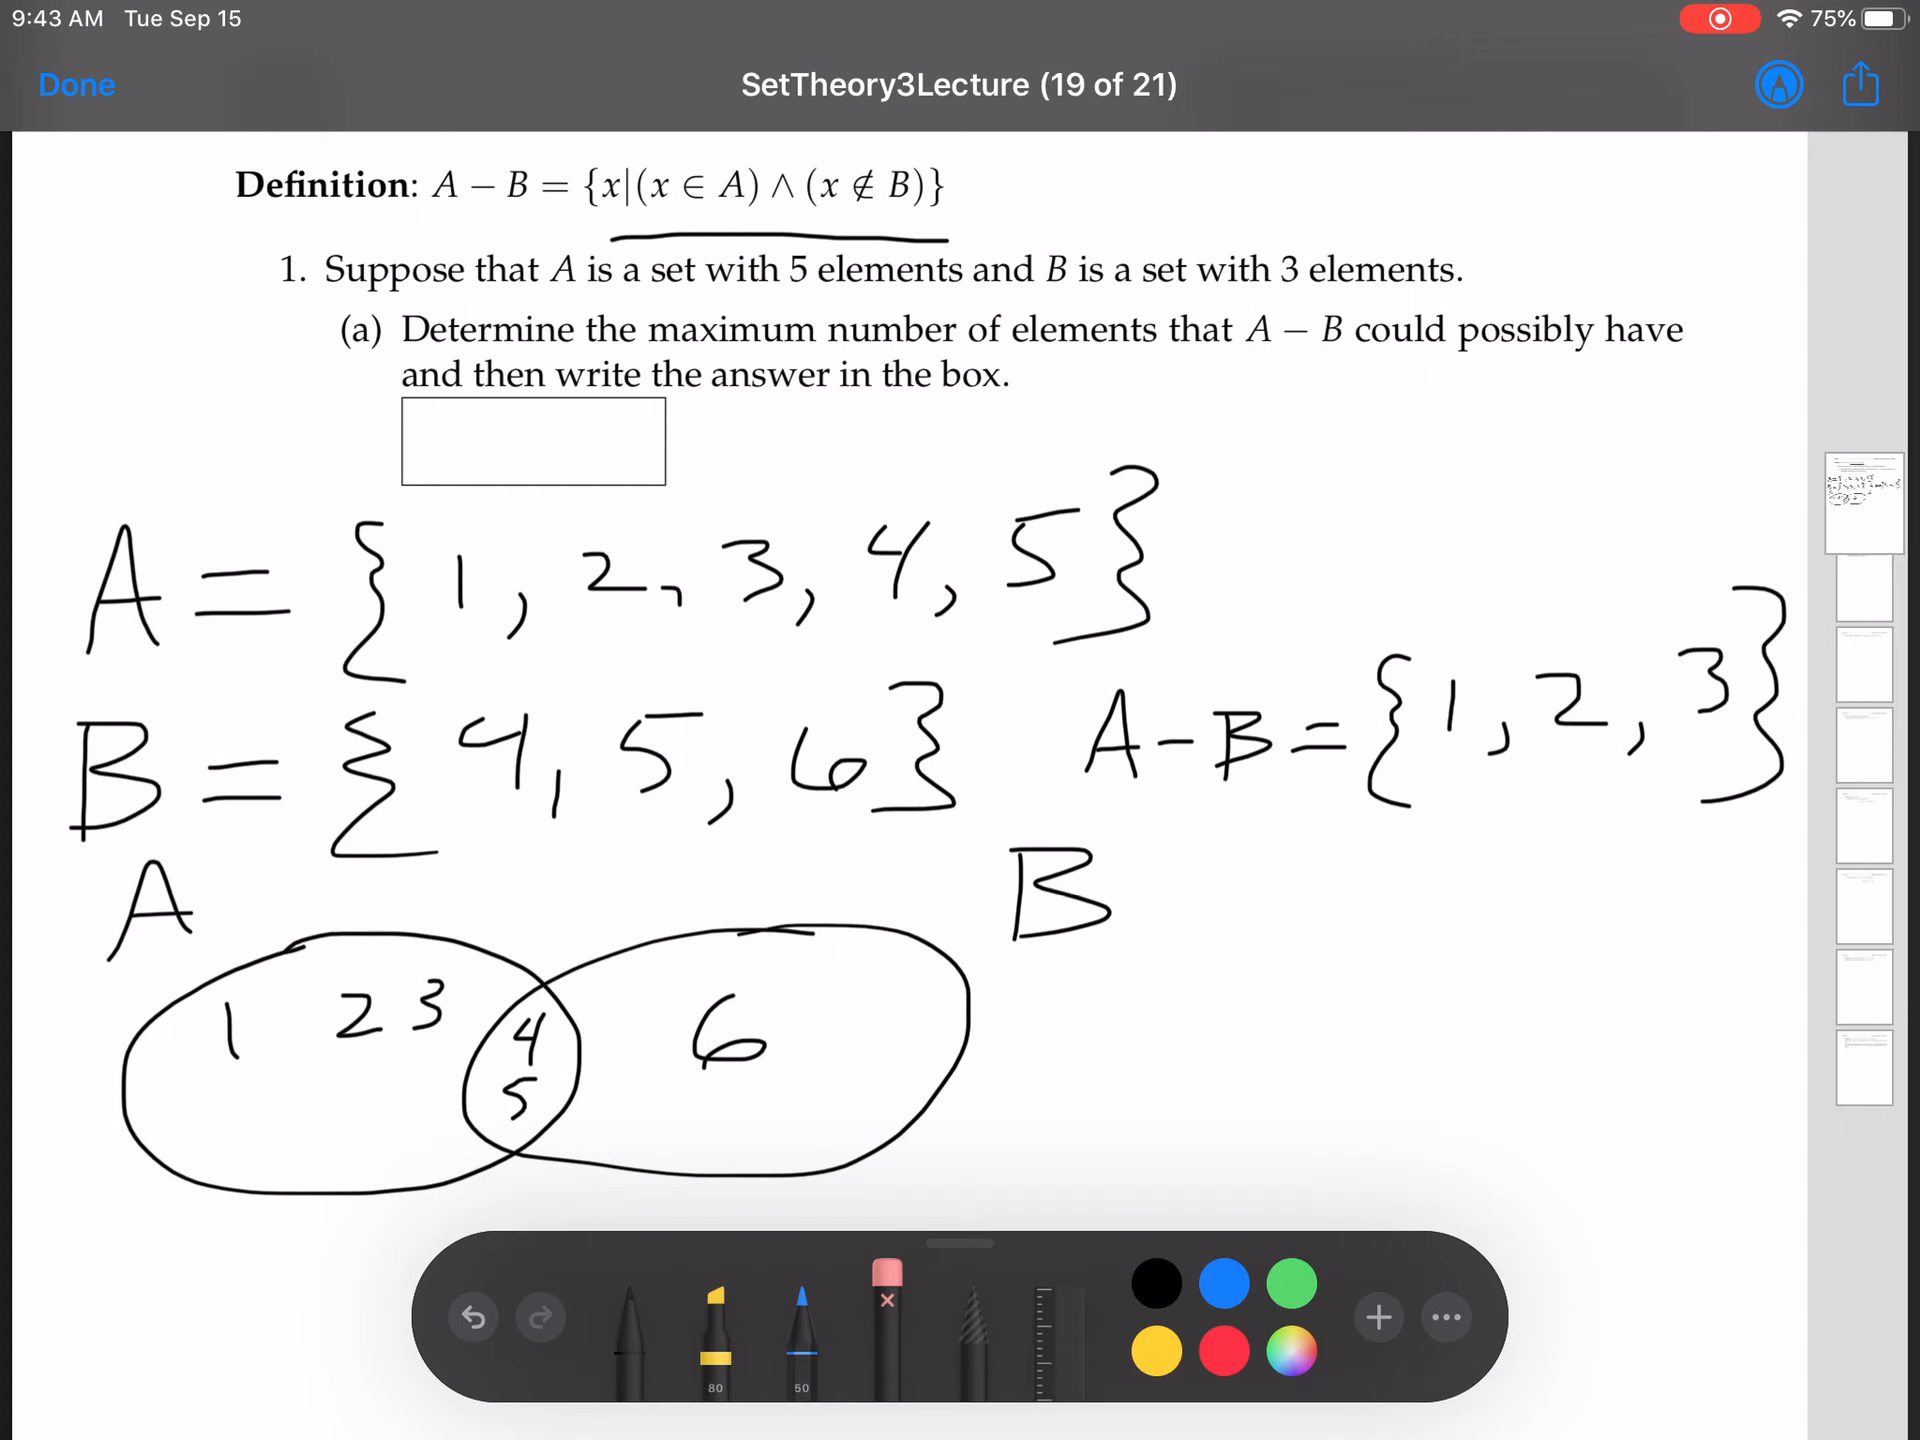 9:43 AM Tue Sep 15 75%
Done SetTheory3Lecture (19 of 21)
Definition: A − B = {x|(x ∈ A) ∧ (x ∉ B)}
1. Suppose that A is a set with 5 elements and B is a set with 3 elements.
(a) Determine the maximum number of elements that A − B could possibly have
and then write the answer in the box.
A = { 1, 2, 3, 4, 5 }
B = { 4, 5, 6 } A - B = { 1, 2, 3 }
A B
1 2 3 4 6
5
80 50